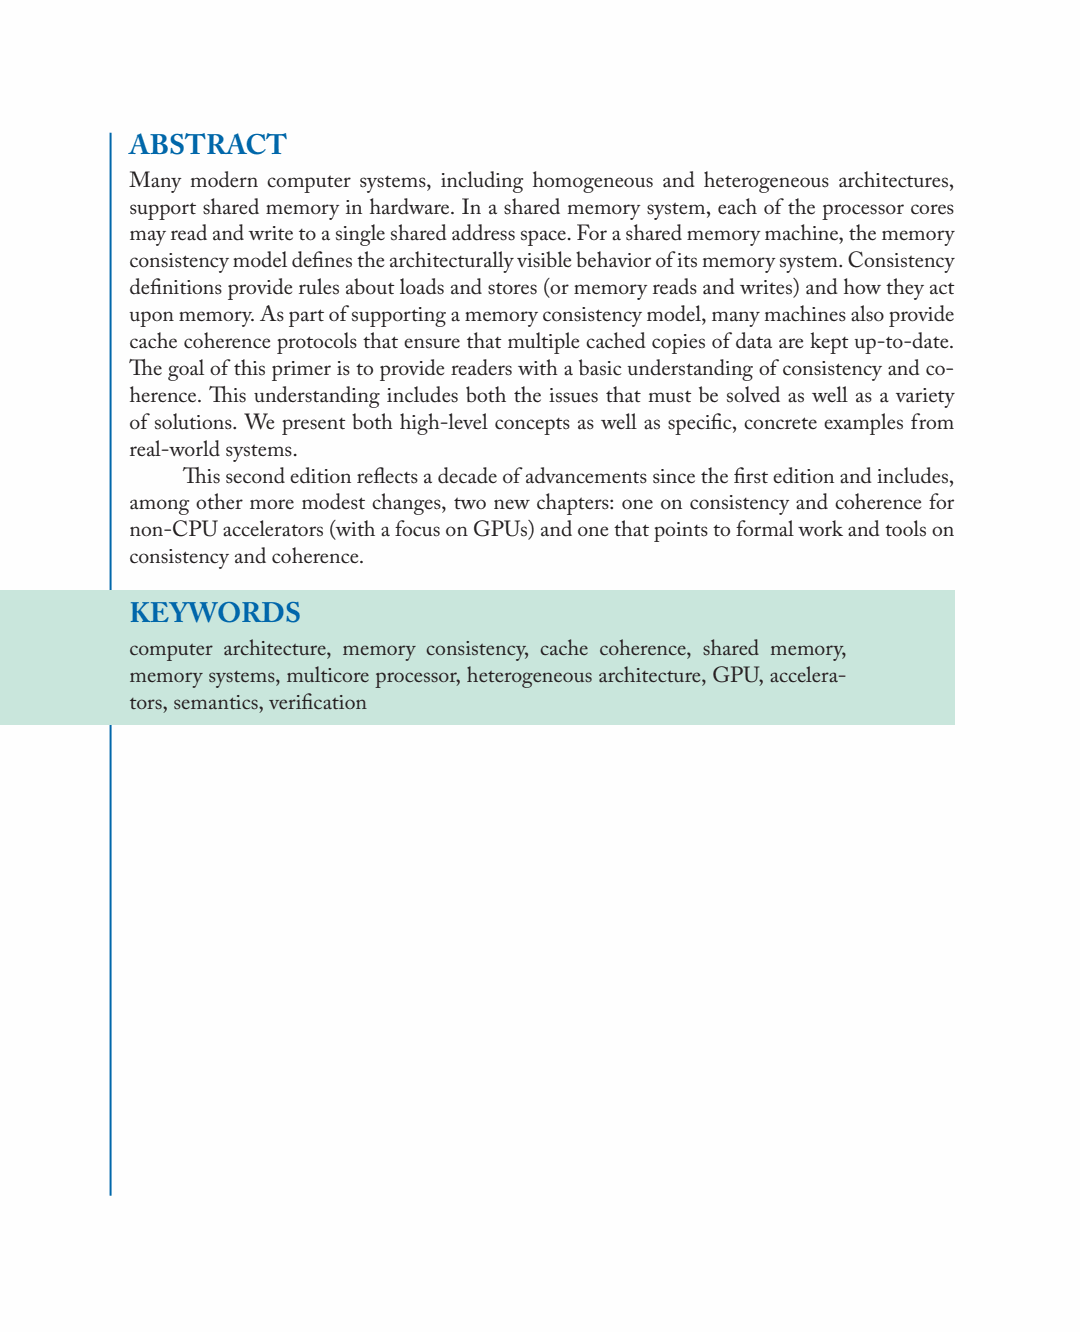 ABSTRACT
Many modern computer systems, including homogeneous and heterogeneous architectures,
support shared memory in hardware. In a shared memory system, each of the processor cores
may read and write to a single shared address space. For a shared memory machine, the memory
consistency model defines the architecturally visible behavior of its memory system. Consistency
definitions provide rules about loads and stores (or memory reads and writes) and how they act
upon memory. As part of supporting a memory consistency model, many machines also provide
cache coherence protocols that ensure that multiple cached copies of data are kept up-to-date.
The goal of this primer is to provide readers with a basic understanding of consistency and co-
herence. This understanding includes both the issues that must be solved as well as a variety
of solutions. We present both high-level concepts as well as specific, concrete examples from
real-world systems.
This second edition reflects a decade of advancements since the first edition and includes,
among other more modest changes, two new chapters: one on consistency and coherence for
non-CPU accelerators (with a focus on GPUs) and one that points to formal work and tools on
consistency and coherence.
KEYWORDS
computer architecture, memory consistency, cache coherence, shared memory,
memory systems, multicore processor, heterogeneous architecture, GPU, accelera-
tors, semantics, verification